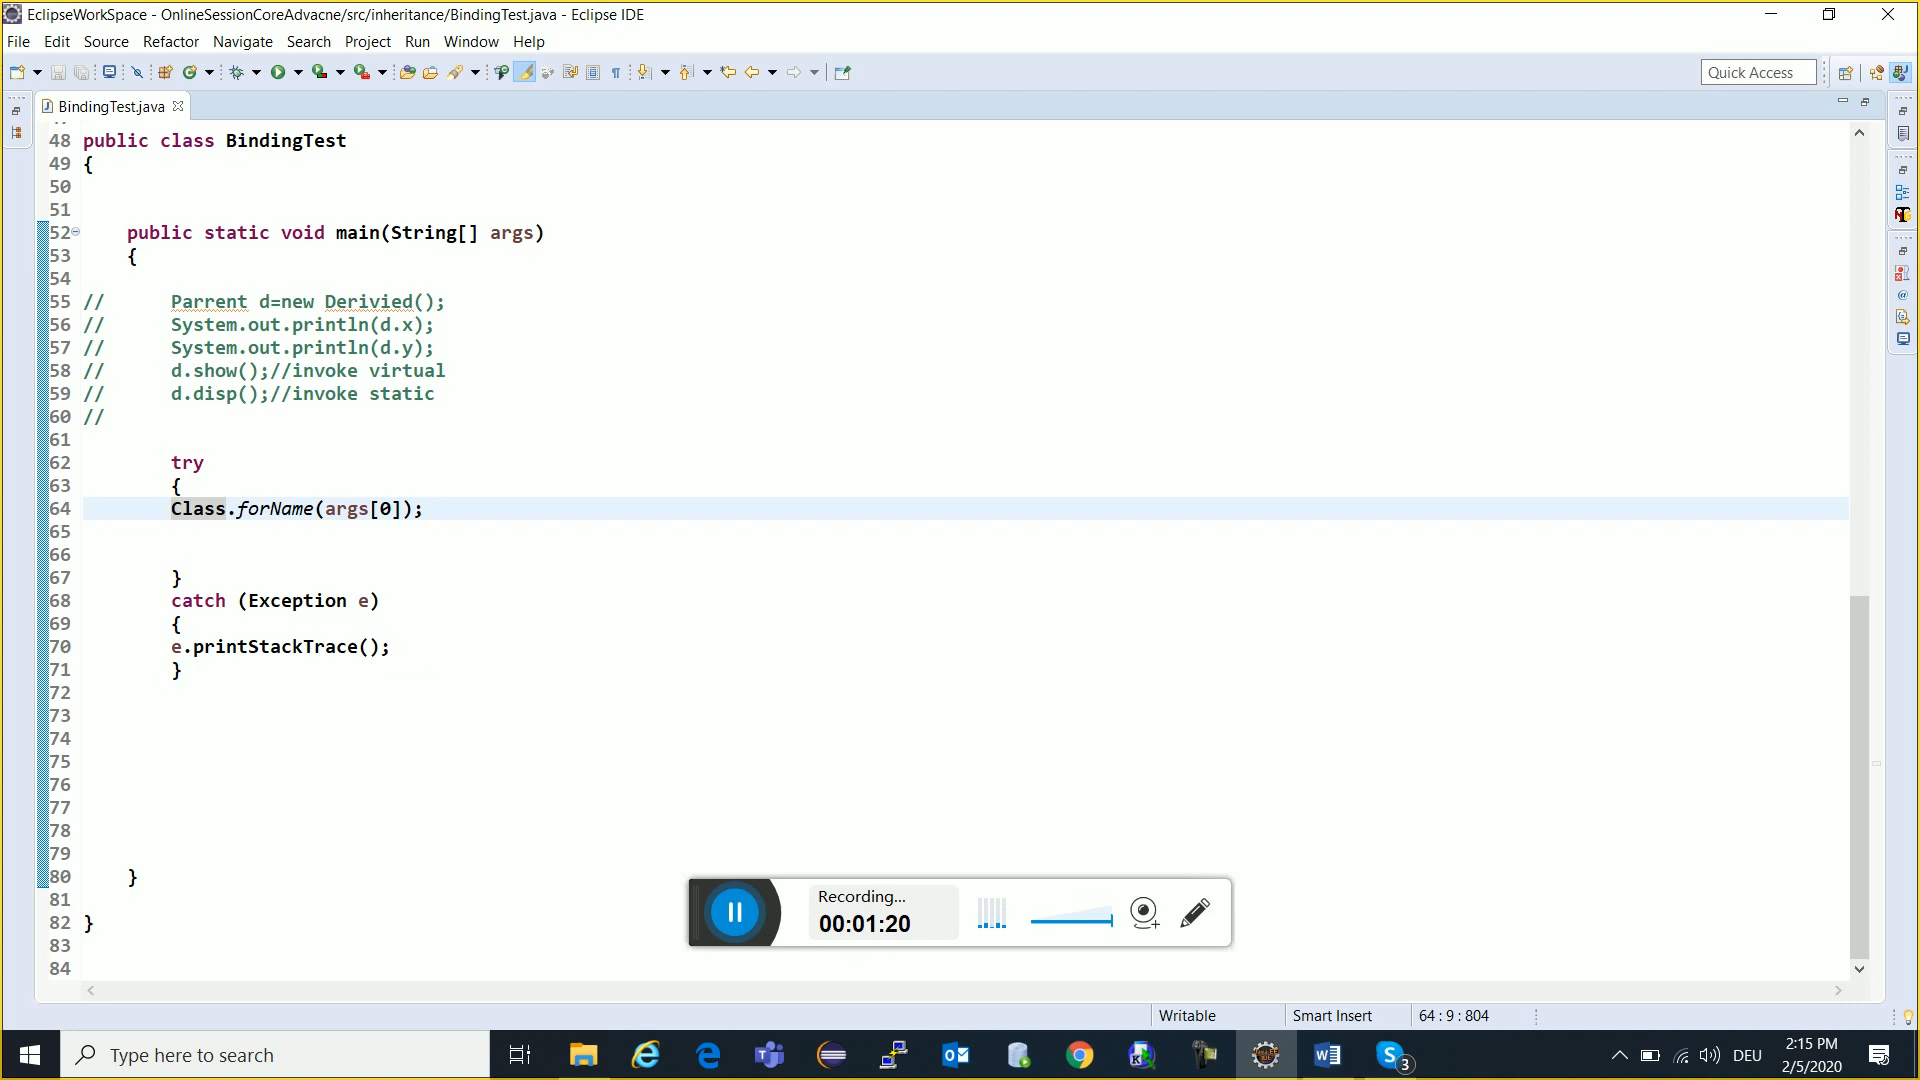 EclipseWorkSpace - OnlineSessionCoreAdvacne/src/inheritance/BindingTest.java - Eclipse IDE
File Edit Source Refactor Navigate Search Project Run Window Help
Quick Access
BindingTest.java
48 public class BindingTest
49 {
50
51
52 public static void main(String[] args)
53 {
54
55 // Parrent d=new Derivied();
56 // System.out.println(d.x);
57 // System.out.println(d.y);
58 // d.show();//invoke virtual
59 // d.disp();//invoke static
60 //
61
62 try
63 {
64 Class.forName(args[0]);
65
66
67 }
68 catch (Exception e)
69 {
70 e.printStackTrace();
71 }
72
73
74
75
76
77
78
79
80 }
81
82 }
83
84
Recording...
00:01:20
Writable Smart Insert 64 : 9 : 804
Type here to search
3
DEU
2:15 PM
2/5/2020